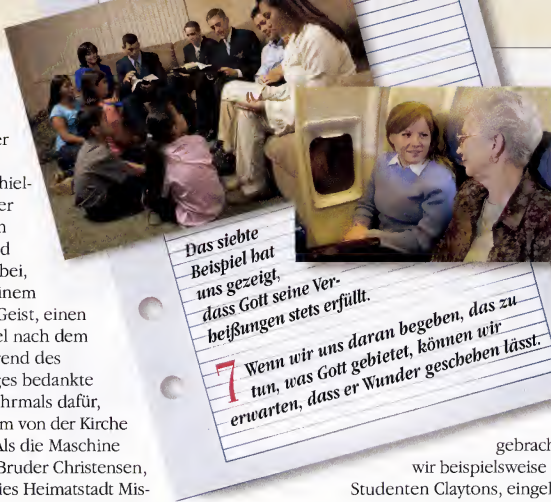 er
hiel-
er
n
d
bei,
inem
Geist, einen
el nach dem
rend des
ges bedankte
hrmals dafür,
m von der Kirche
Als die Maschine
Bruder Christensen,
ies Heimatstadt Mis-
Das siebte
Beispiel hat
uns gezeigt,
dass Gott seine Ver-
heißungen stets erfüllt.
7 Wenn wir uns daran begeben, das zu
tun, was Gott gebietet, können wir
erwarten, dass er Wunder geschehen lässt.
gebrach
wir beispielsweise
Studenten Claytons, eingel